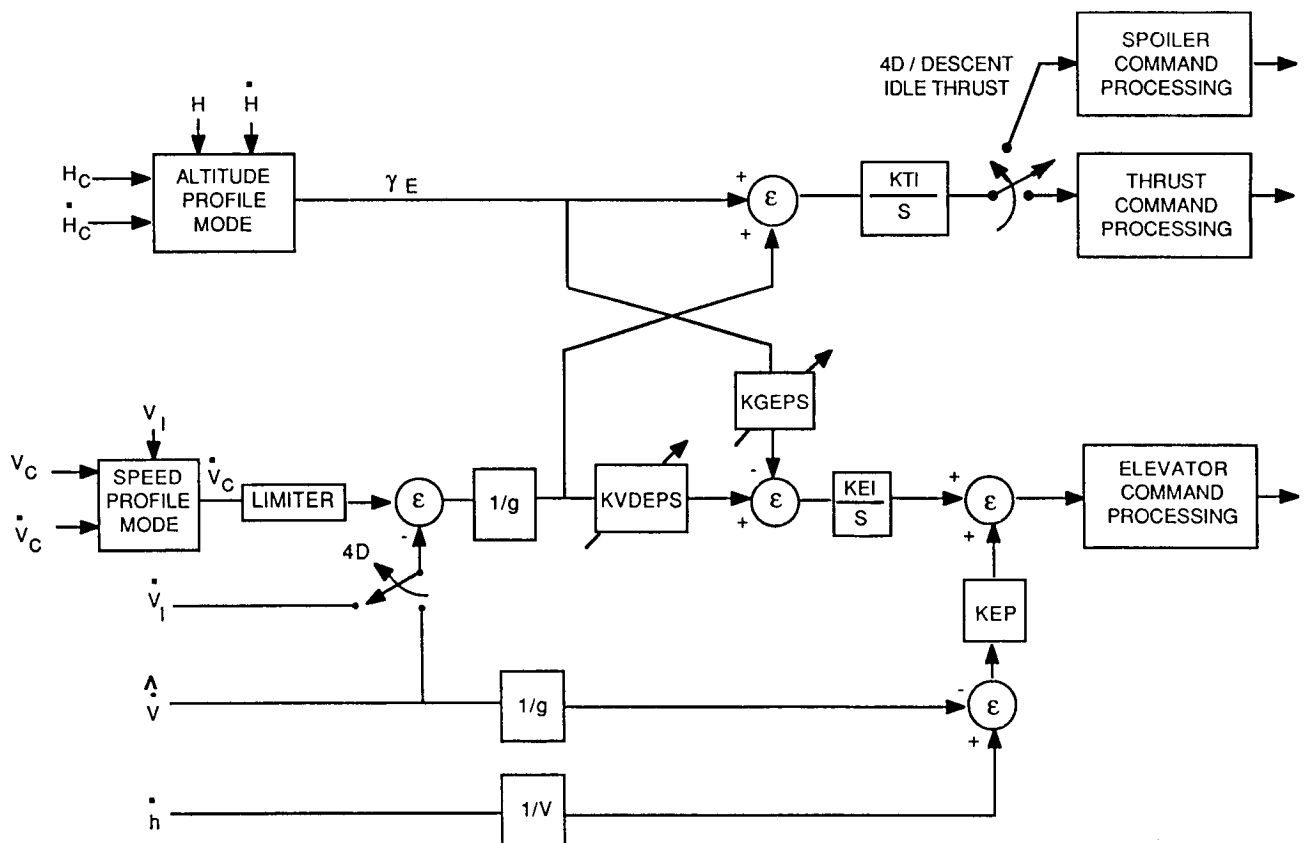 SPOILER
COMMAND
PROCESSING
4D / DESCENT
IDLE THRUST
H
Ḣ
H_C
Ḣ_C
ALTITUDE
PROFILE
MODE
γ_E
+
+
ε
KTI
S
THRUST
COMMAND
PROCESSING
KGEPS
V_I
V_C
V̇_C
SPEED
PROFILE
MODE
V̇_C
LIMITER
ε
-
1/g
KVDEPS
-
+
ε
KEI
S
+
+
ε
ELEVATOR
COMMAND
PROCESSING
4D
V̇_I
KEP
V̇̂
1/g
-
+
ε
ḣ
1/V